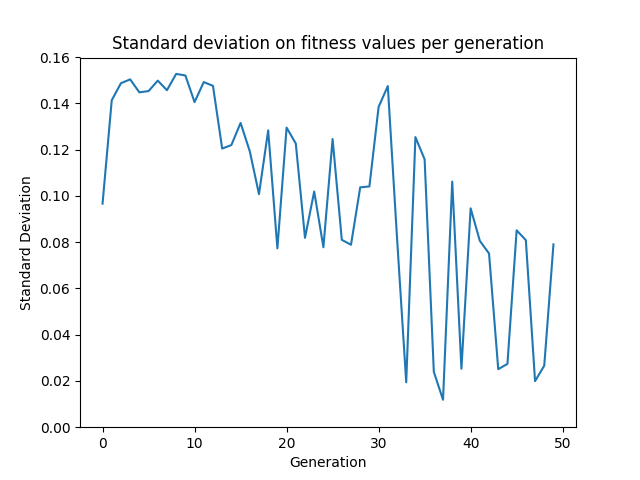 Standard deviation on fitness values per generation
0.16
0.14
0.12
0.10
0.08
0.06
0.04
0.02
0.00
Standard Deviation
0 10 20 30 40 50
Generation